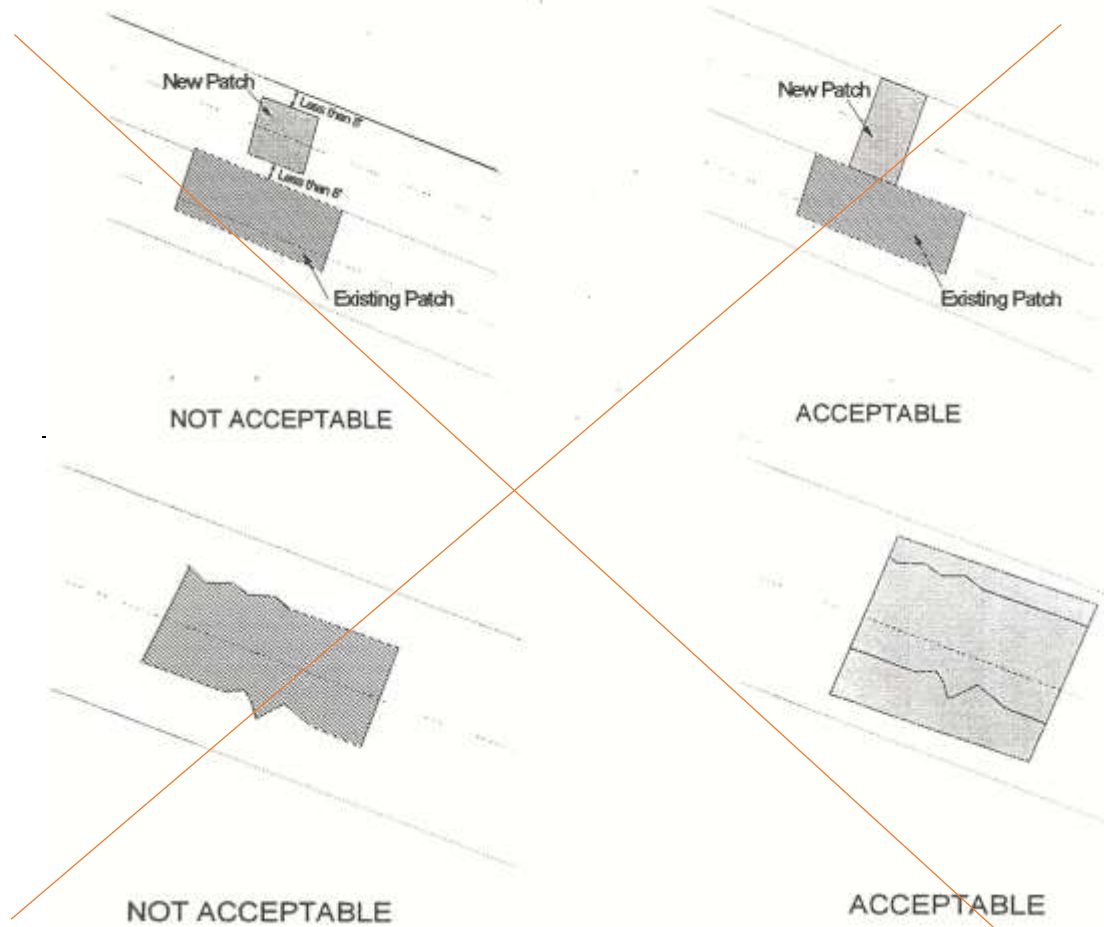 New Patch
Less than 8'
Less than 8'
Existing Patch
NOT ACCEPTABLE
New Patch
Existing Patch
ACCEPTABLE
NOT ACCEPTABLE
ACCEPTABLE